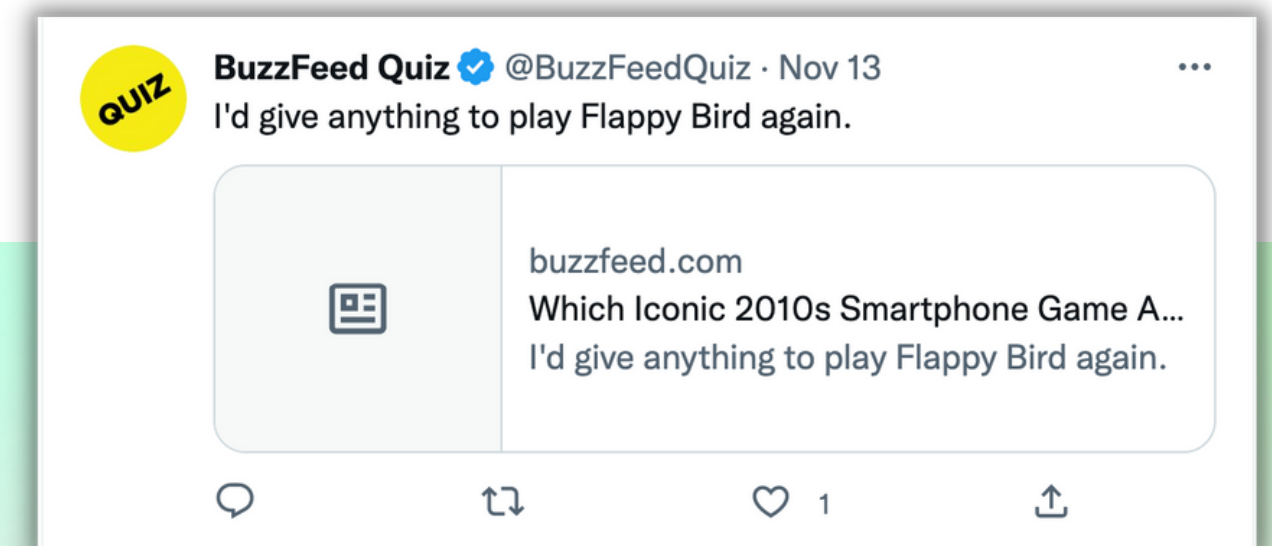 QUIZ
BuzzFeed Quiz @BuzzFeedQuiz · Nov 13
I'd give anything to play Flappy Bird again.
buzzfeed.com
Which Iconic 2010s Smartphone Game A...
I'd give anything to play Flappy Bird again.
1